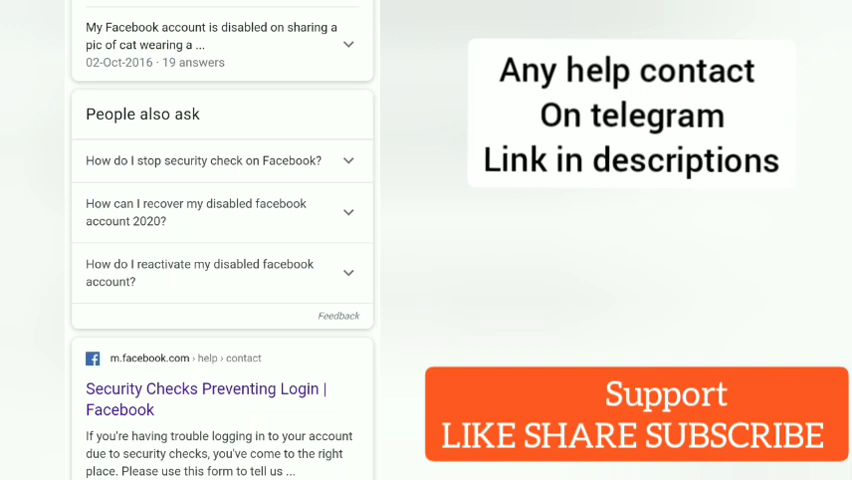 My Facebook account is disabled on sharing a
pic of cat wearing a ...
02-Oct-2016 · 19 answers
People also ask
How do I stop security check on Facebook?
How can I recover my disabled facebook
account 2020?
How do I reactivate my disabled facebook
account?
Feedback
m.facebook.com › help › contact
Security Checks Preventing Login |
Facebook
If you're having trouble logging in to your account
due to security checks, you've come to the right
place. Please use this form to tell us ...
Any help contact
On telegram
Link in descriptions
Support
LIKE SHARE SUBSCRIBE